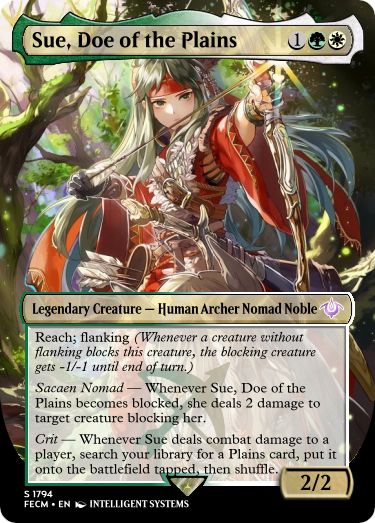 Sue, Doe of the Plains 1
Legendary Creature — Human Archer Nomad Noble
Reach; flanking (Whenever a creature without
flanking blocks this creature, the blocking creature
gets -1/-1 until end of turn.)
Sacaen Nomad — Whenever Sue, Doe of the
Plains becomes blocked, she deals 2 damage to
target creature blocking her.
Crit — Whenever Sue deals combat damage to a
player, search your library for a Plains card, put it
onto the battlefield tapped, then shuffle.
2/2
S 1794
FECM • EN INTELLIGENT SYSTEMS